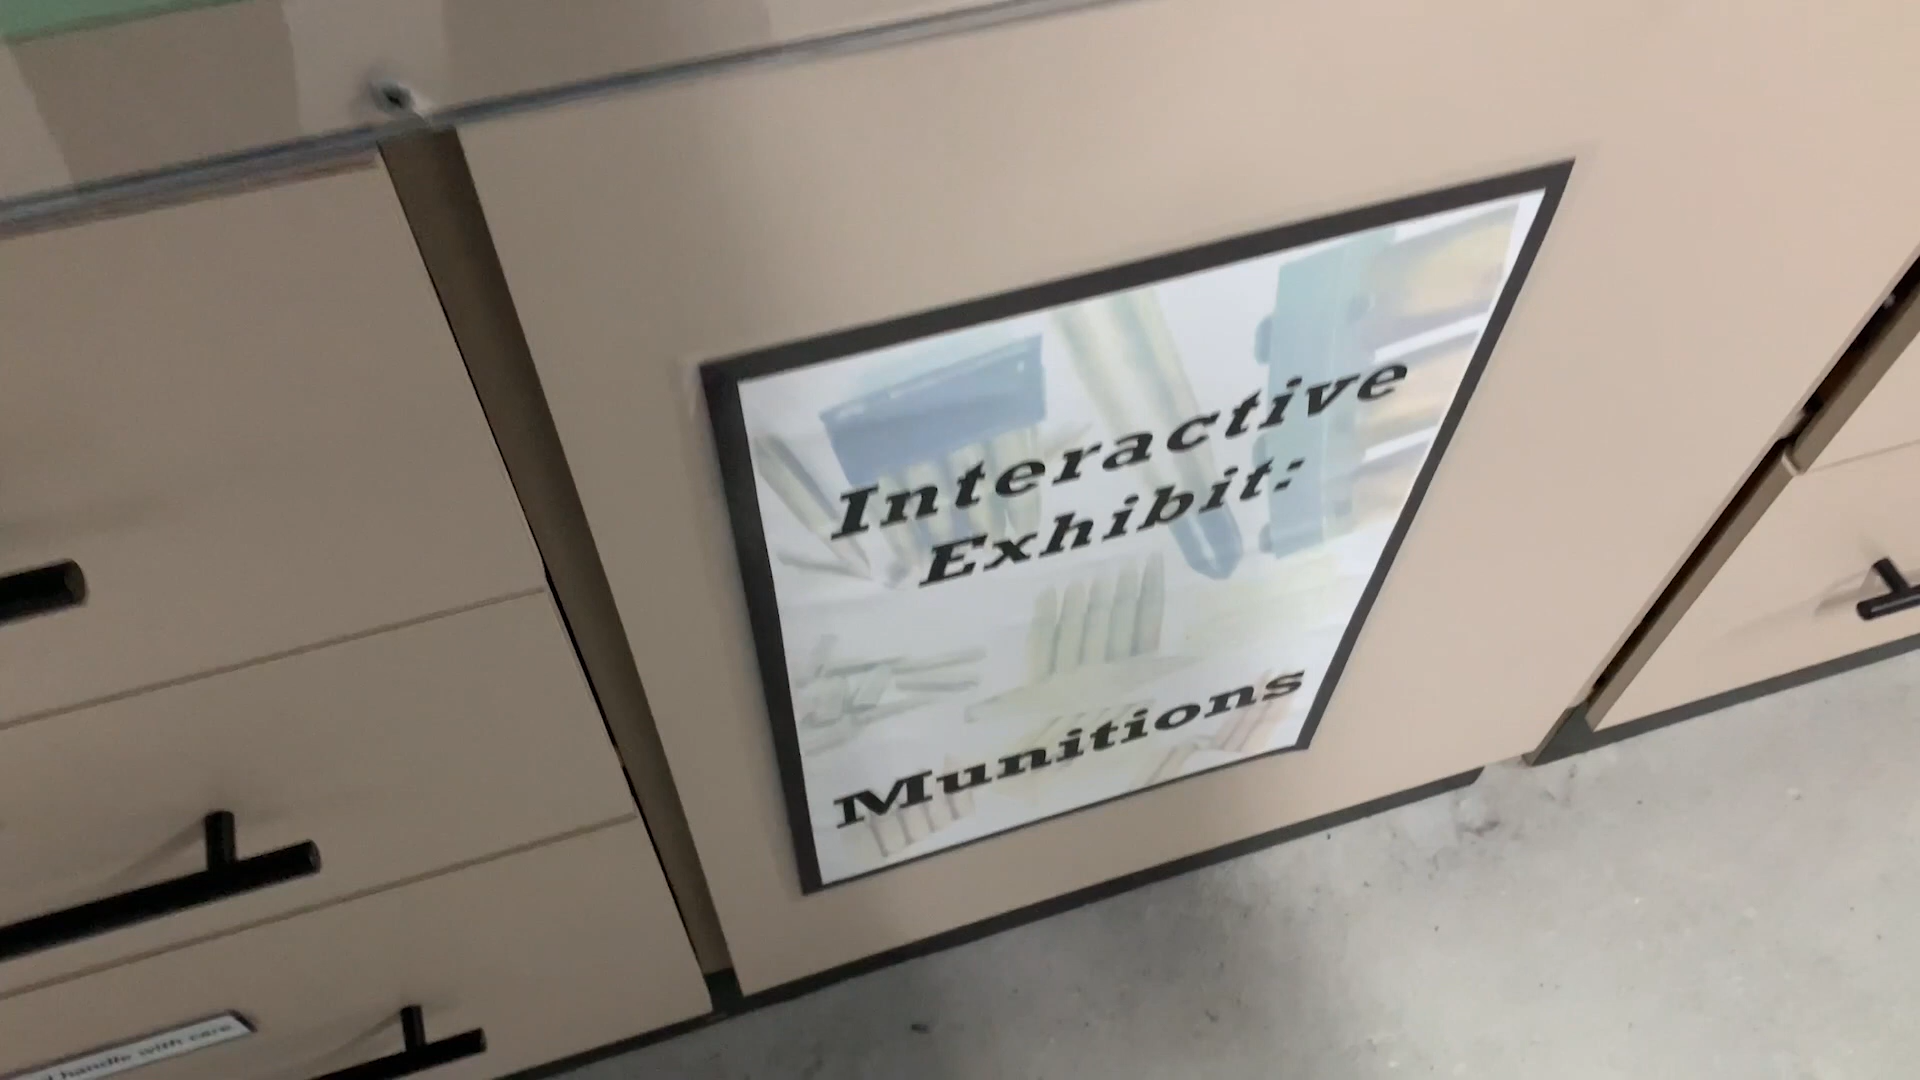 Interactive
Exhibit:
Munitions
handle with care